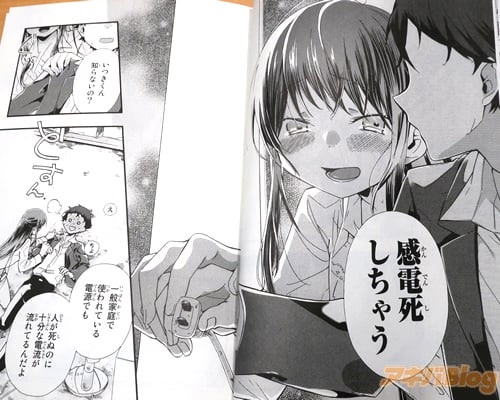 感電死
しちゃう
いつきくん
知らないの?
とすん
え
?
一般家庭で
使われている
電源でも
人が死ぬのに
十分な電流が
流れてるんだよ
アキバBlog